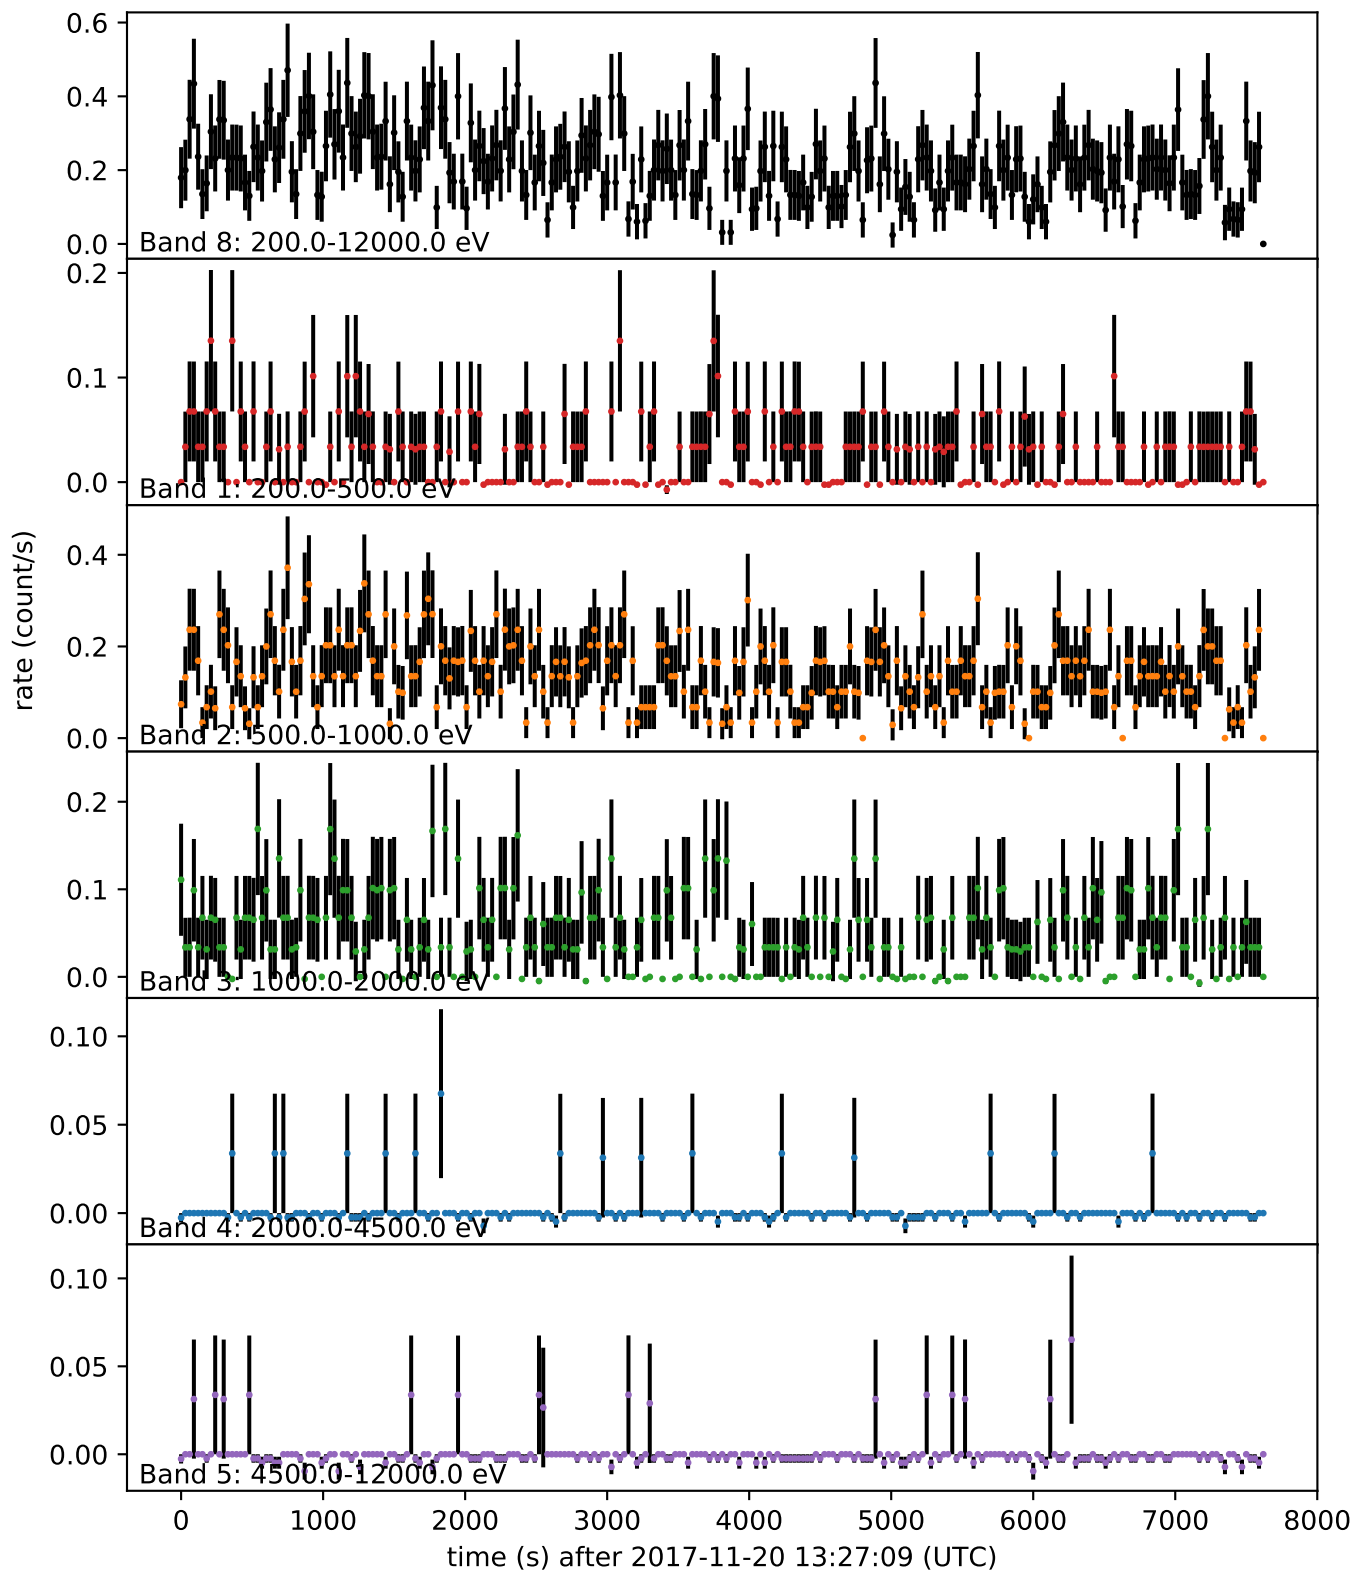 0.6
0.4
0.2
0.0
Band 8: 200.0-12000.0 eV
0.2
0.1
0.0
Band 1: 200.0-500.0 eV
rate (count/s)
0.4
0.2
0.0
Band 2: 500.0-1000.0 eV
0.2
0.1
0.0
Band 3: 1000.0-2000.0 eV
0.10
0.05
0.00
Band 4: 2000.0-4500.0 eV
0.10
0.05
0.00
Band 5: 4500.0-12000.0 eV
0 1000 2000 3000 4000 5000 6000 7000 8000
time (s) after 2017-11-20 13:27:09 (UTC)